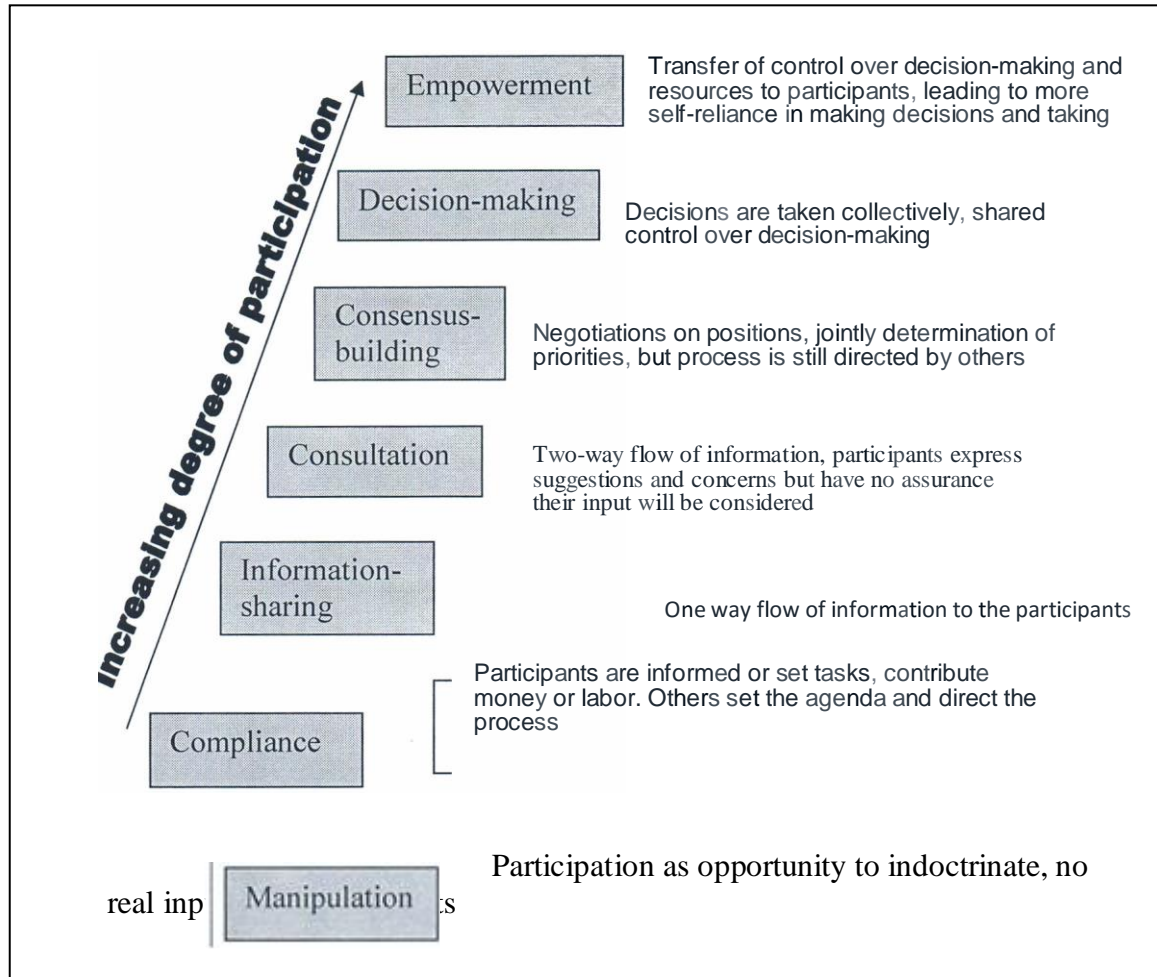 Empowerment
Transfer of control over decision-making and
resources to participants, leading to more
self-reliance in making decisions and taking
Increasing degree of participation
Decision-making
Decisions are taken collectively, shared
control over decision-making
Consensus-
building
Negotiations on positions, jointly determination of
priorities, but process is still directed by others
Consultation
Two-way flow of information, participants express
suggestions and concerns but have no assurance
their input will be considered
Information-
sharing
One way flow of information to the participants
Participants are informed or set tasks, contribute
money or labor. Others set the agenda and direct the
process
Compliance
Participation as opportunity to indoctrinate, no
real
Manipulation